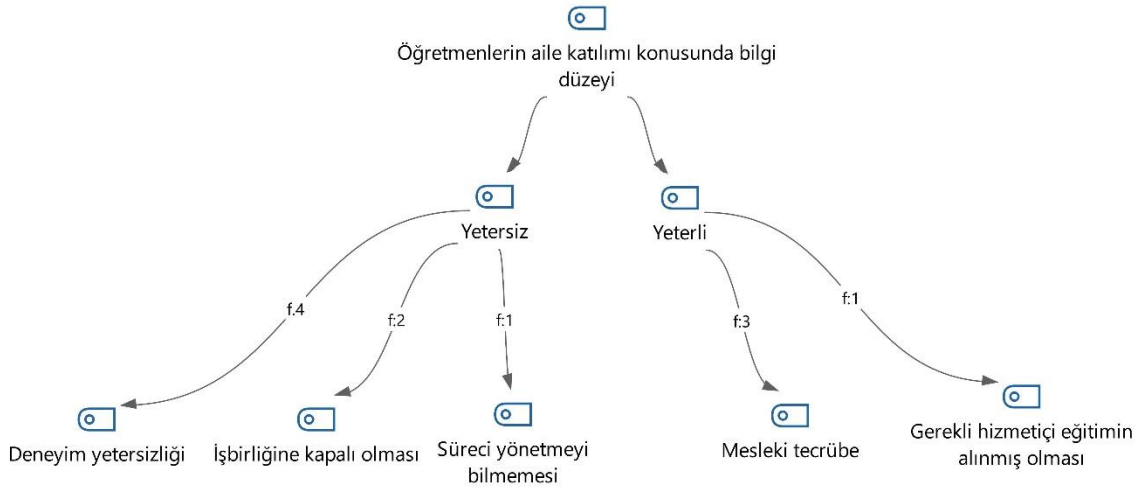 Öğretmenlerin aile katılımı konusunda bilgi
düzeyi
Yetersiz
Yeterli
f:4
f:2
f:1
f:3
f:1
Deneyim yetersizliği
İşbirliğine kapalı olması
Süreci yönetmeyi
bilmemesi
Mesleki tecrübe
Gerekli hizmetiçi eğitimin
alınmış olması